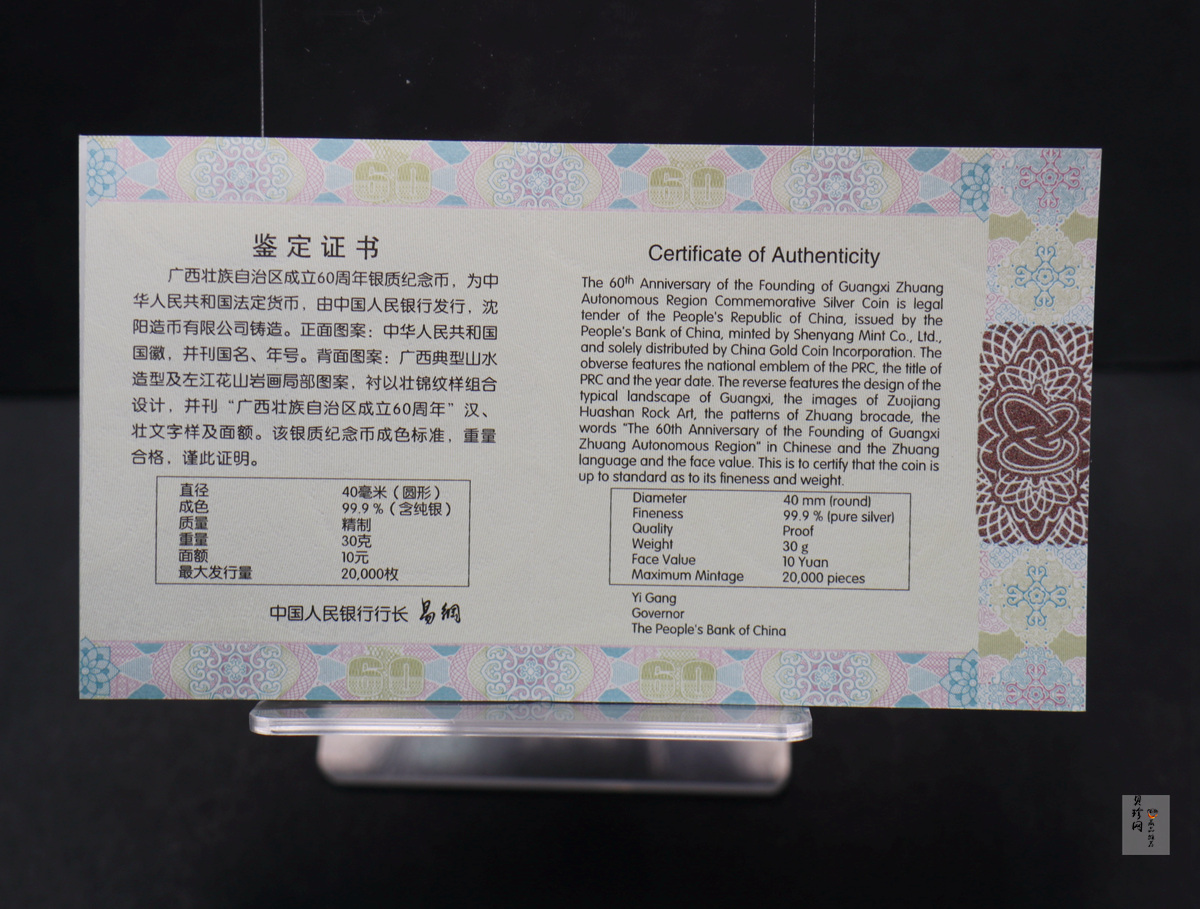 60
60
鉴定证书
广西壮族自治区成立60周年银质纪念币，为中
华人民共和国法定货币，由中国人民银行发行，沈
阳造币有限公司铸造。正面图案：中华人民共和国
国徽，并刊国名、年号。背面图案：广西典型山水
造型及左江花山岩画局部图案，衬以壮锦纹样组合
设计，并刊“广西壮族自治区成立60周年”汉、
壮文字样及面额。该银质纪念币成色标准，重量
合格，谨此证明。
直径 40毫米（圆形）
成色 99.9％（含纯银）
质量 精制
重量 30克
面额 10元
最大发行量 20,000枚
中国人民银行行长 易纲
Certificate of Authenticity
The 60th Anniversary of the Founding of Guangxi Zhuang
Autonomous Region Commemorative Silver Coin is legal
tender of the People's Republic of China, issued by the
People's Bank of China, minted by Shenyang Mint Co., Ltd.,
and solely distributed by China Gold Coin Incorporation. The
obverse features the national emblem of the PRC, the title of
PRC and the year date. The reverse features the design of the
typical landscape of Guangxi, the images of Zuojiang
Huashan Rock Art, the patterns of Zhuang brocade, the
words "The 60th Anniversary of the Founding of Guangxi
Zhuang Autonomous Region" in Chinese and the Zhuang
language and the face value. This is to certify that the coin is
up to standard as to its fineness and weight.
Diameter 40 mm (round)
Fineness 99.9 % (pure silver)
Quality Proof
Weight 30 g
Face Value 10 Yuan
Maximum Mintage 20,000 pieces
Yi Gang
Governor
The People's Bank of China
60
60